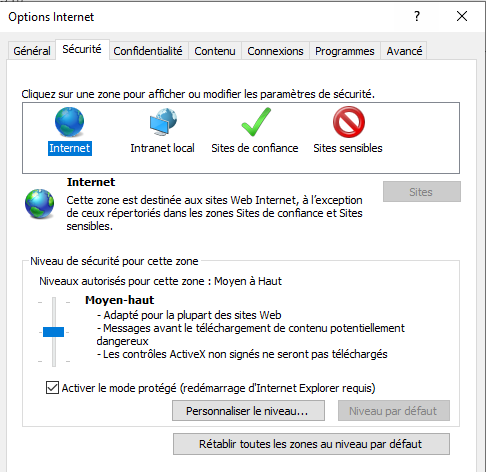 Options Internet
?
Général Sécurité Confidentialité Contenu Connexions Programmes Avancé
Cliquez sur une zone pour afficher ou modifier les paramètres de sécurité.
Internet Intranet local Sites de confiance Sites sensibles
Internet
Sites
Cette zone est destinée aux sites Web Internet, à l'exception
de ceux répertoriés dans les zones Sites de confiance et Sites
sensibles.
Niveau de sécurité pour cette zone
Niveaux autorisés pour cette zone : Moyen à Haut
Moyen-haut
- Adapté pour la plupart des sites Web
- Messages avant le téléchargement de contenu potentiellement
dangereux
- Les contrôles ActiveX non signés ne seront pas téléchargés
Activer le mode protégé (redémarrage d'Internet Explorer requis)
Personnaliser le niveau... Niveau par défaut
Rétablir toutes les zones au niveau par défaut